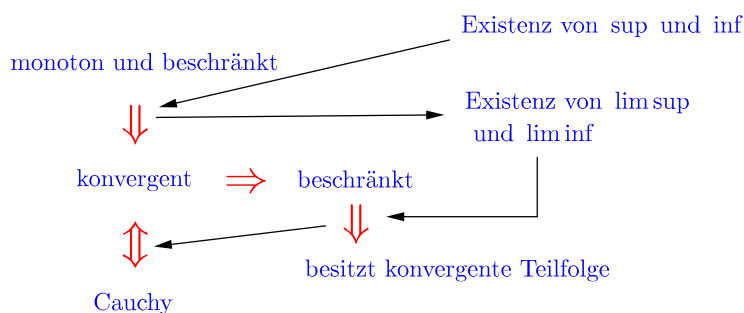 Existenz von sup und inf
monoton und beschränkt
Existenz von lim sup
und lim inf
konvergent ⇒ beschränkt
besitzt konvergente Teilfolge
Cauchy